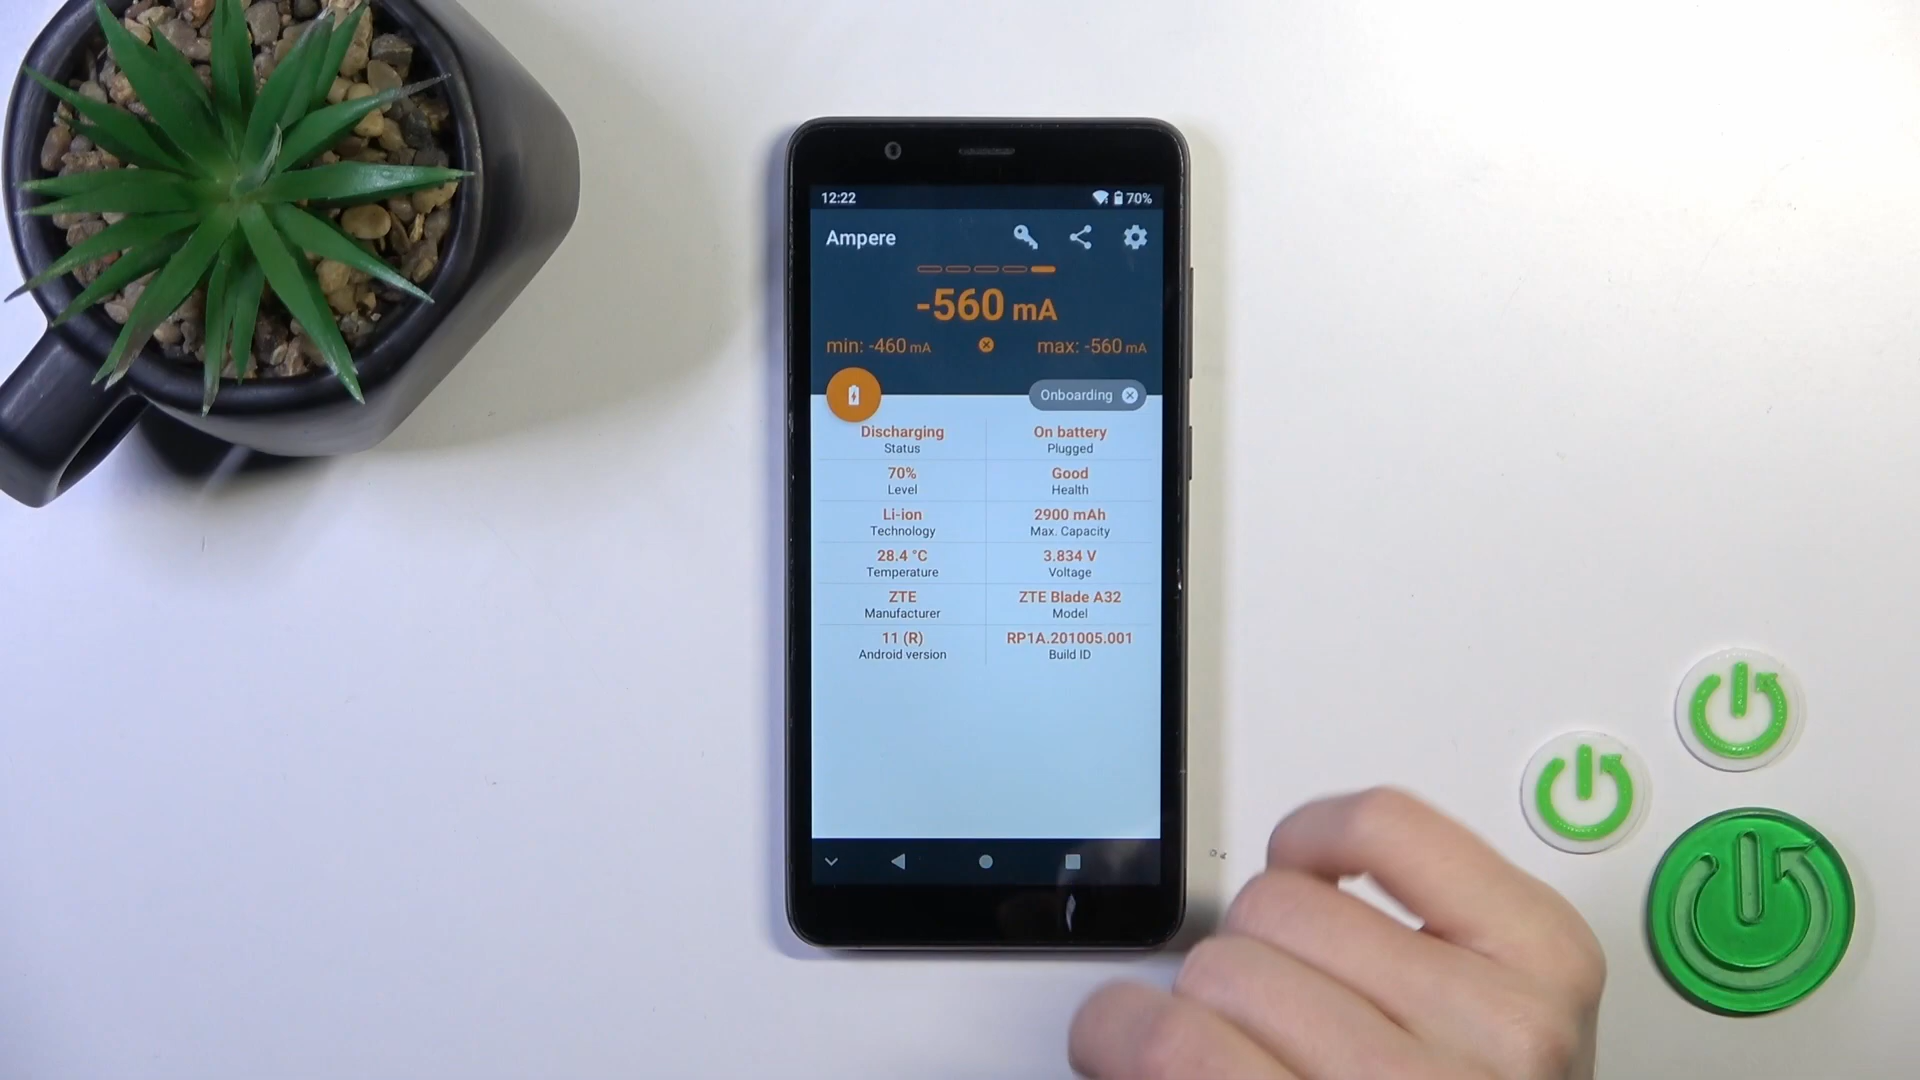 12:22 70%
Ampere
-560 mA
min: -460 mA max: -560 mA
Onboarding
Discharging On battery
Status Plugged
70% Good
Level Health
Li-ion 2900 mAh
Technology Max. Capacity
28.4 °C 3.834 V
Temperature Voltage
ZTE ZTE Blade A32
Manufacturer Model
11 (R) RP1A.201005.001
Android version Build ID